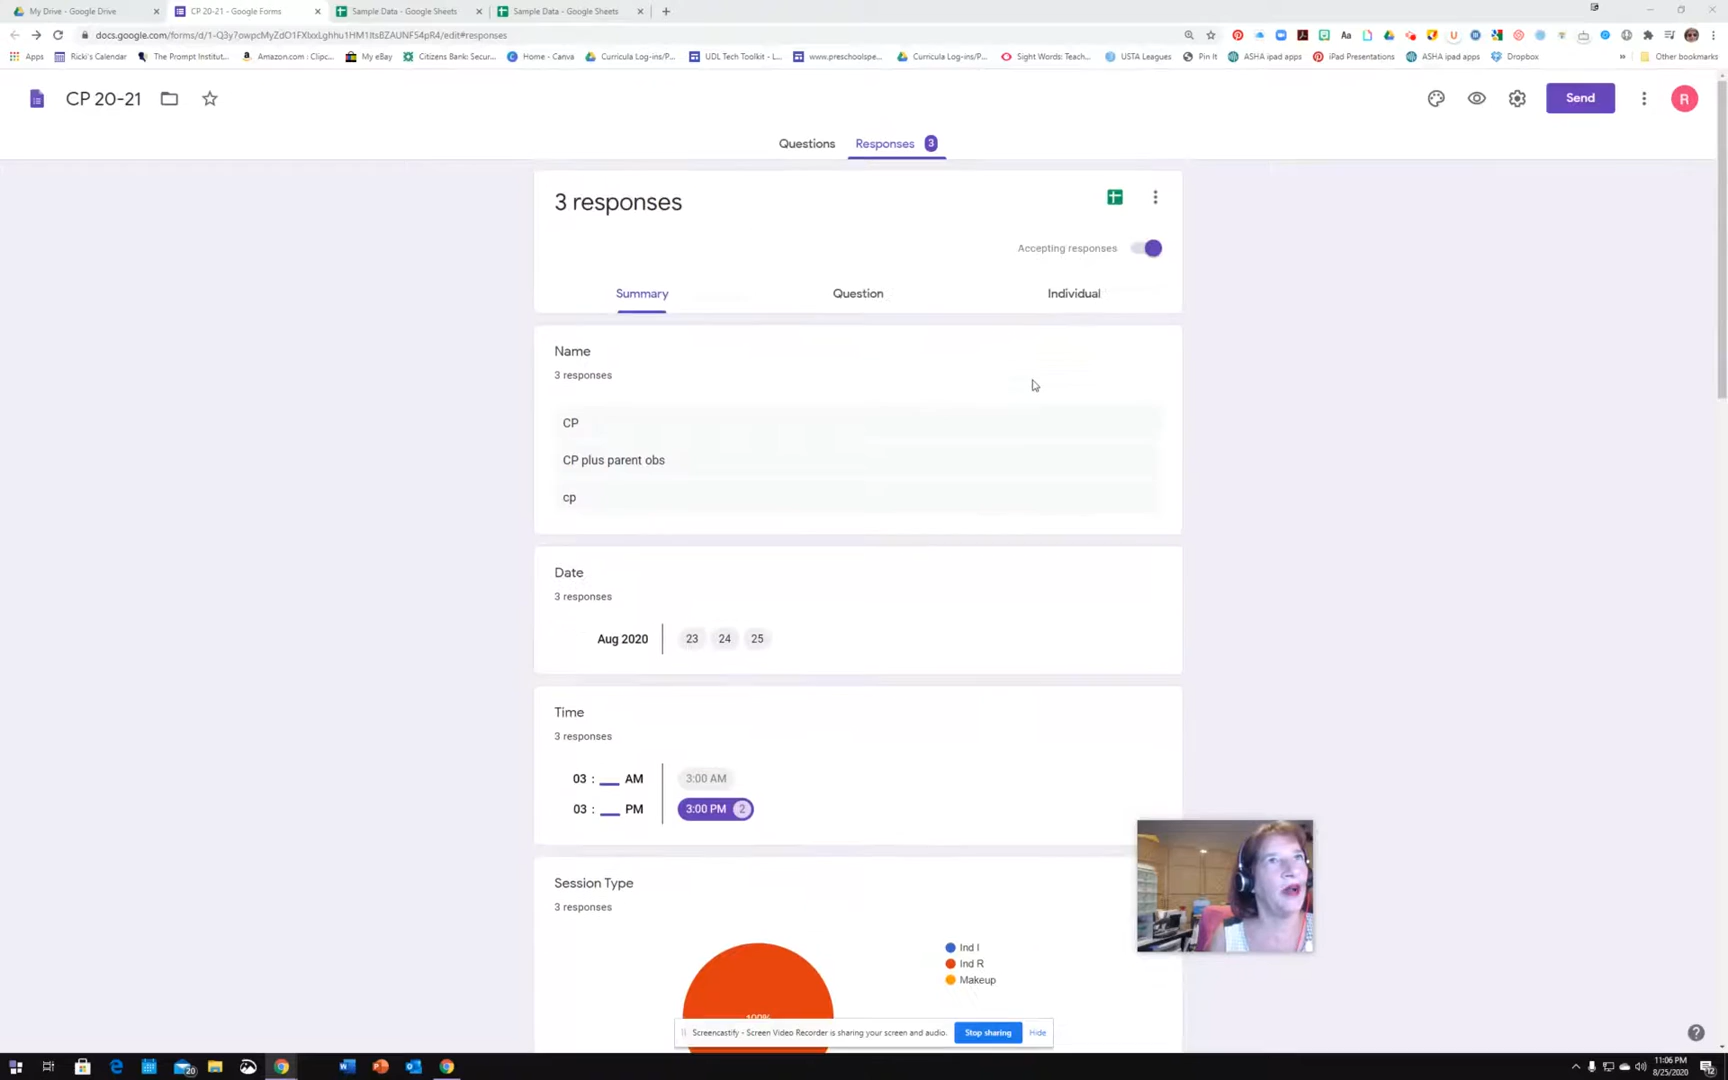 My Drive - Google Drive
CP 20-21 - Google Forms
Sample Data - Google Sheets
Sample Data - Google Sheets
docs.google.com/forms/d/1-Q3y7owpcMyZdO1FXlxxLghhu1HM1ItsBZAUNFS4pR4/edit#responses
Apps
Ricki's Calendar
The Prompt Institut...
Amazon.com : Clipc...
My eBay
Citizens Bank: Secur...
Home - Canva
Curricula Log-ins/P...
UDL Tech Toolkit - L...
www.preschoolspe...
Curricula Log-ins/P...
Sight Words: Teach...
USTA Leagues
Pin It
ASHA ipad apps
iPad Presentations
ASHA ipad apps
Dropbox
»
Other bookmarks
CP 20-21
Send
R
Questions
Responses 3
3 responses
Accepting responses
Summary
Question
Individual
Name
3 responses
CP
CP plus parent obs
cp
Date
3 responses
Aug 2020
23 24 25
Time
3 responses
03 : __ AM
3:00 AM
03 : __ PM
3:00 PM 2
Session Type
3 responses
Ind I
Ind R
Makeup
100%
Screencastify - Screen Video Recorder is sharing your screen and audio.
Stop sharing
Hide
20
11:06 PM
8/25/2020